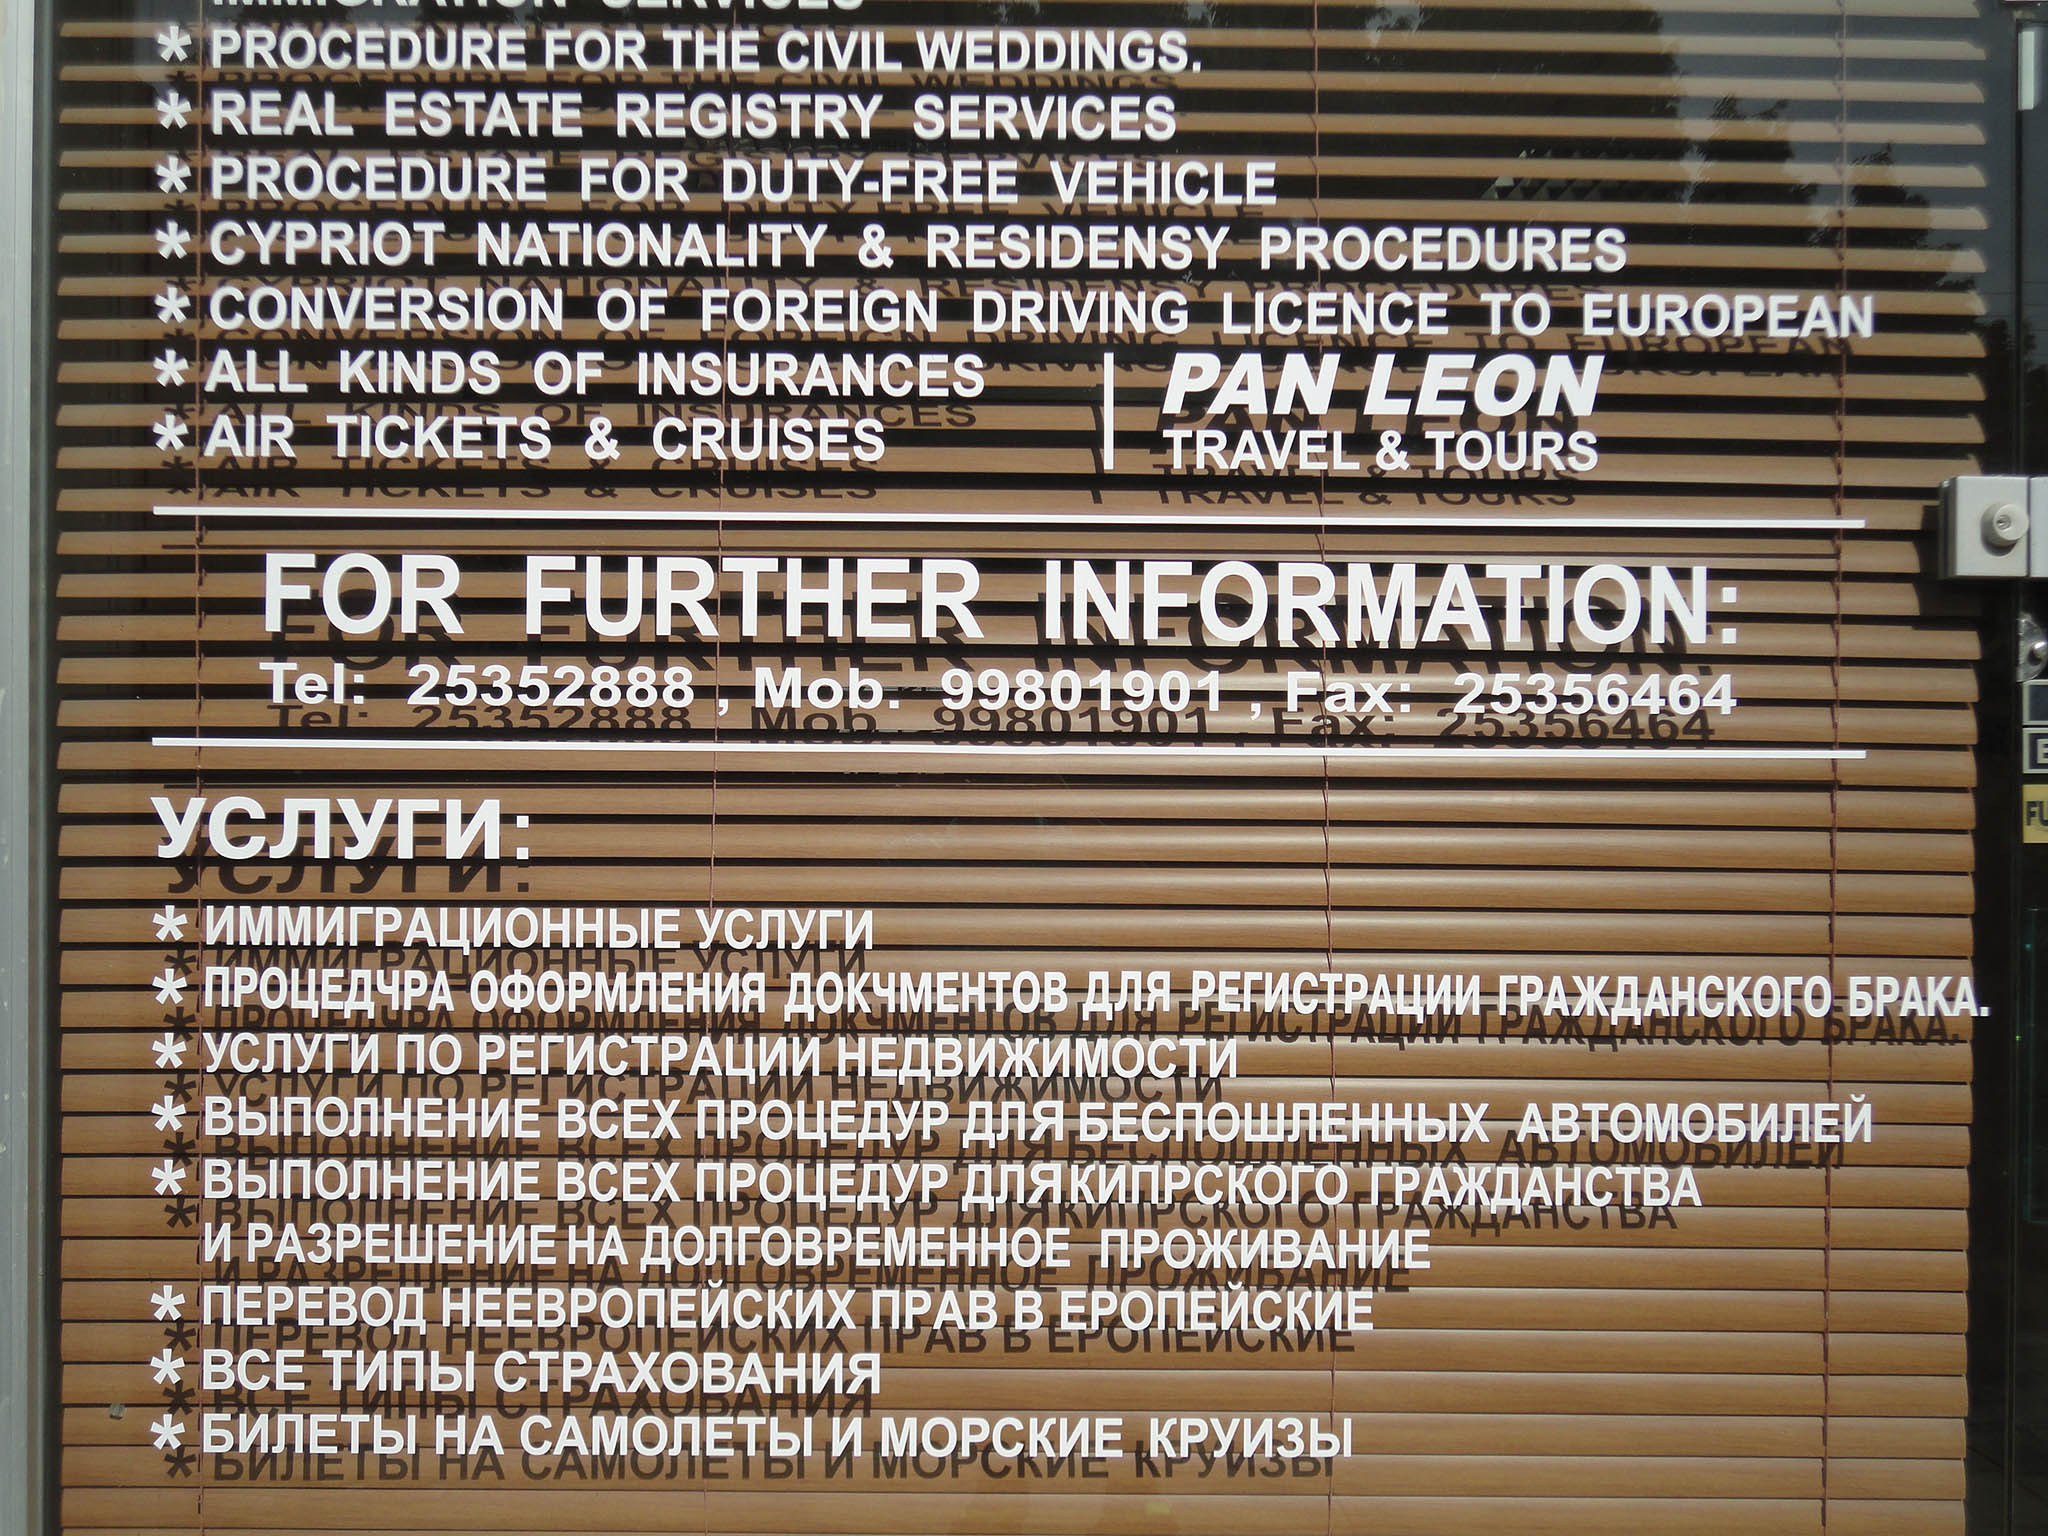 IMMIGRATION SERVICES
* PROCEDURE FOR THE CIVIL WEDDINGS.
* REAL ESTATE REGISTRY SERVICES
* PROCEDURE FOR DUTY-FREE VEHICLE
* CYPRIOT NATIONALITY & RESIDENSY PROCEDURES
* CONVERSION OF FOREIGN DRIVING LICENCE TO EUROPEAN
* ALL KINDS OF INSURANCES
* AIR TICKETS & CRUISES
PAN LEON
TRAVEL & TOURS
FOR FURTHER INFORMATION:
Tel: 25352888 , Mob. 99801901 , Fax: 25356464
УСЛУГИ:
* ИММИГРАЦИОННЫЕ УСЛУГИ
* ПРОЦЕДЧРА ОФОРМЛЕНИЯ ДОКЧМЕНТОВ ДЛЯ РЕГИСТРАЦИИ ГРАЖДАНСКОГО БРАКА.
* УСЛУГИ ПО РЕГИСТРАЦИИ НЕДВИЖИМОСТИ
* ВЫПОЛНЕНИЕ ВСЕХ ПРОЦЕДУР ДЛЯ БЕСПОШЛЕННЫХ АВТОМОБИЛЕЙ
* ВЫПОЛНЕНИЕ ВСЕХ ПРОЦЕДУР ДЛЯ КИПРСКОГО ГРАЖДАНСТВА
И РАЗРЕШЕНИЕ НА ДОЛГОВРЕМЕННОЕ ПРОЖИВАНИЕ
* ПЕРЕВОД НЕЕВРОПЕЙСКИХ ПРАВ В ЕРОПЕЙСКИЕ
* ВСЕ ТИПЫ СТРАХОВАНИЯ
* БИЛЕТЫ НА САМОЛЕТЫ И МОРСКИЕ КРУИЗЫ